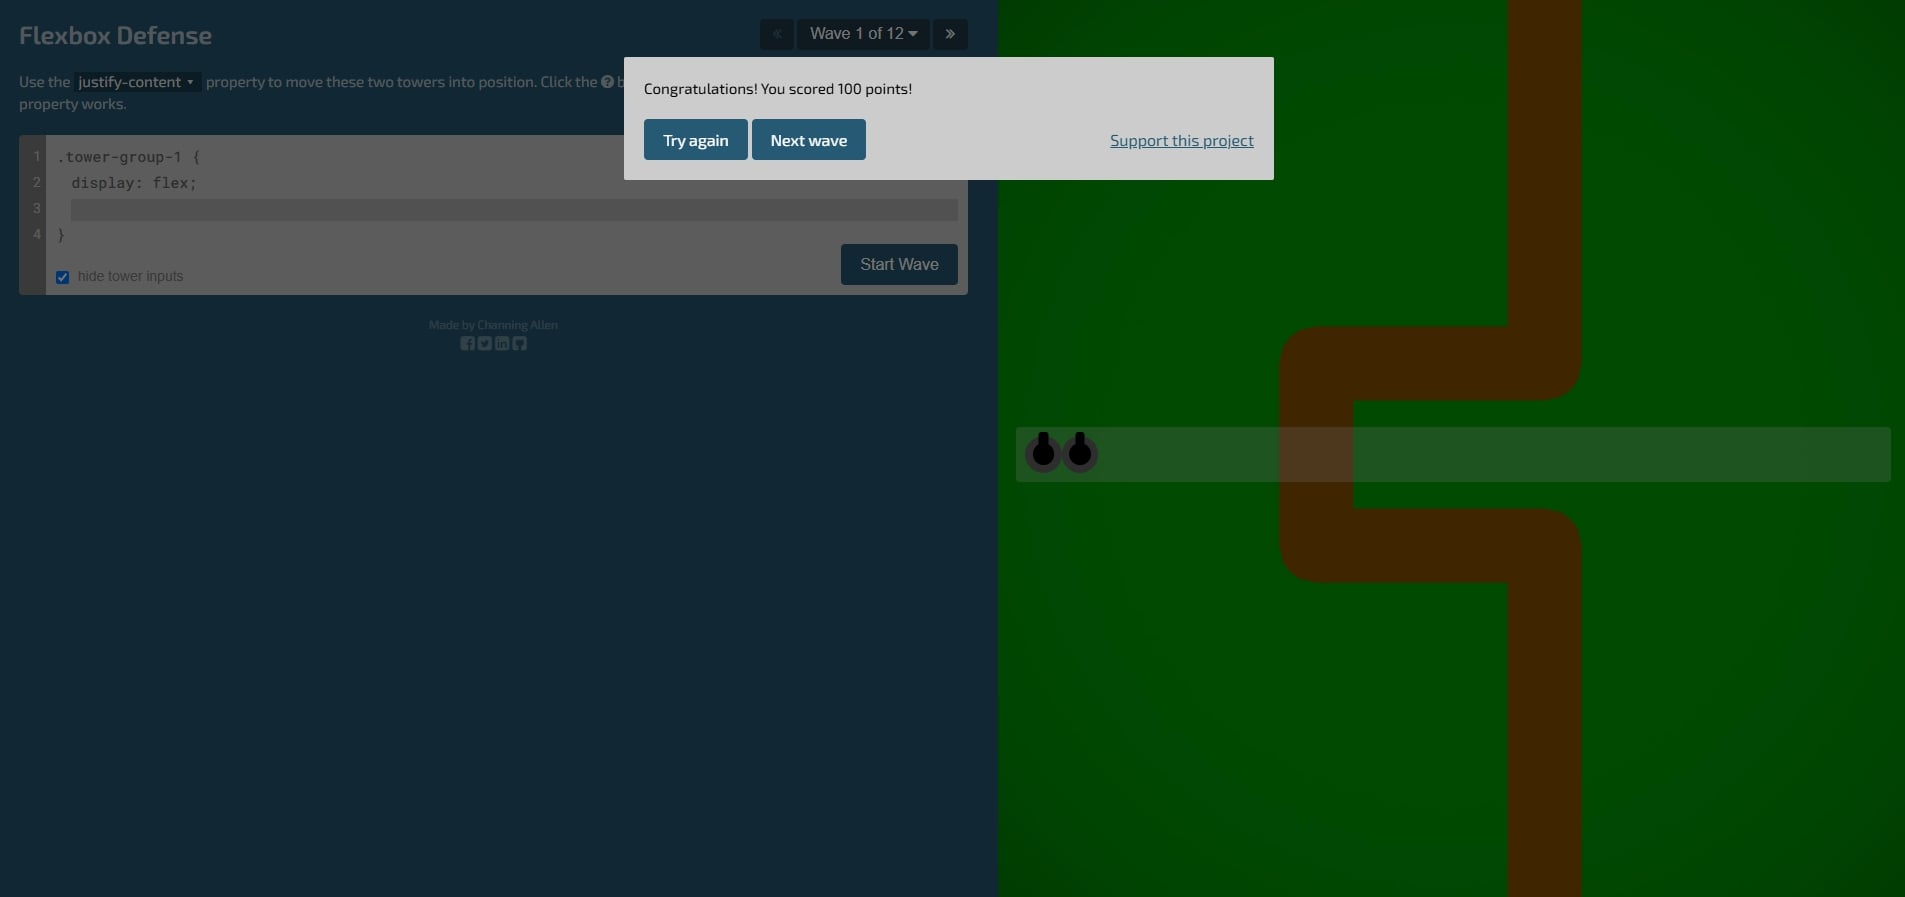 Flexbox Defense
« Wave 1 of 12 »
Use the justify-content property to move these two towers into position. Click the b
property works.
Congratulations! You scored 100 points!
Try again Next wave Support this project
1 .tower-group-1 {
2 display: flex;
3
4 }
hide tower inputs
Start Wave
Made by Channing Allen